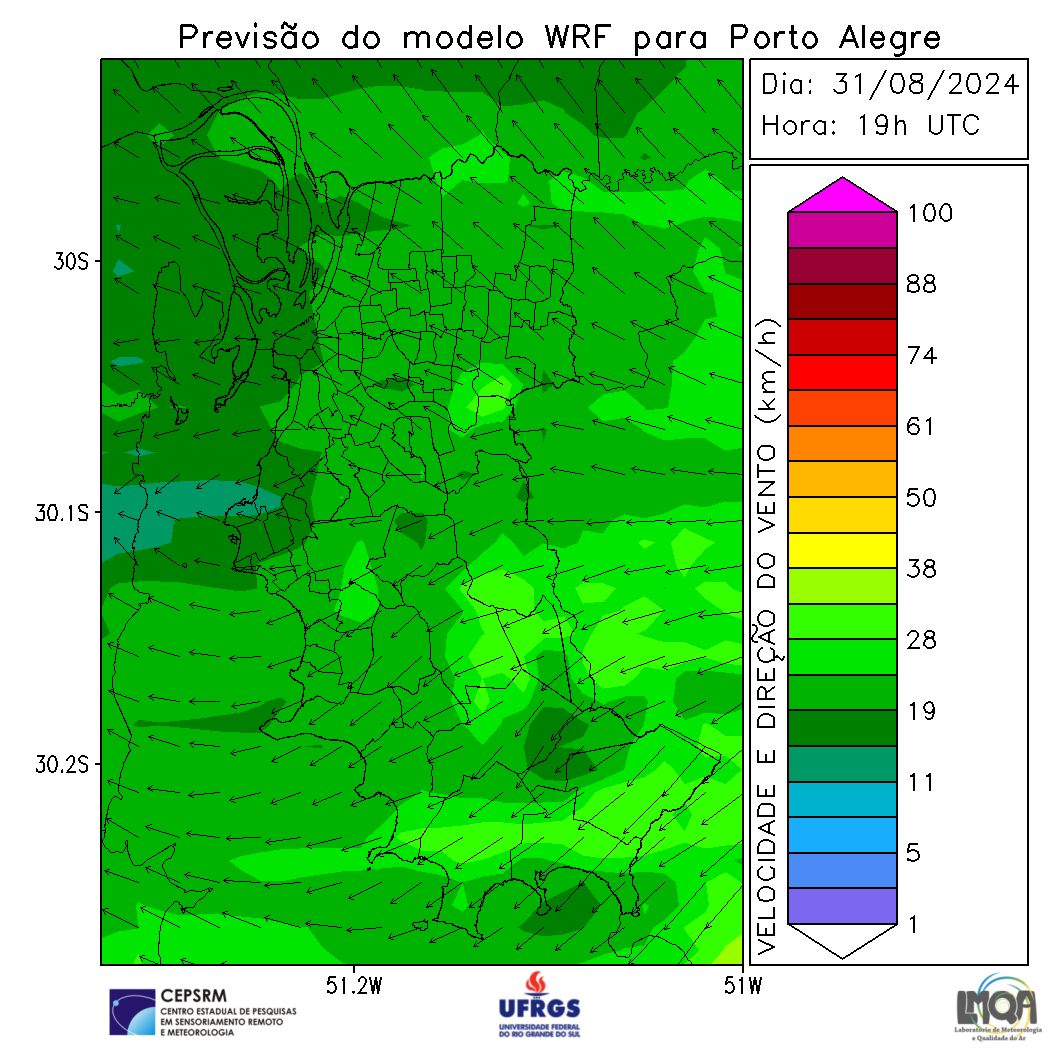 Previsão do modelo WRF para Porto Alegre
Dia: 31/08/2024
Hora: 19h UTC
30S
30.1S
30.2S
51.2W
51W
VELOCIDADE E DIREÇÃO DO VENTO (km/h)
100
88
74
61
50
38
28
19
11
5
1
CEPSRM
CENTRO ESTADUAL DE PESQUISAS
EM SENSORIAMENTO REMOTO
E METEOROLOGIA
UFRGS
UNIVERSIDADE FEDERAL
DO RIO GRANDE DO SUL
LMQA
Laboratório de Meteorologia
e Qualidade do Ar